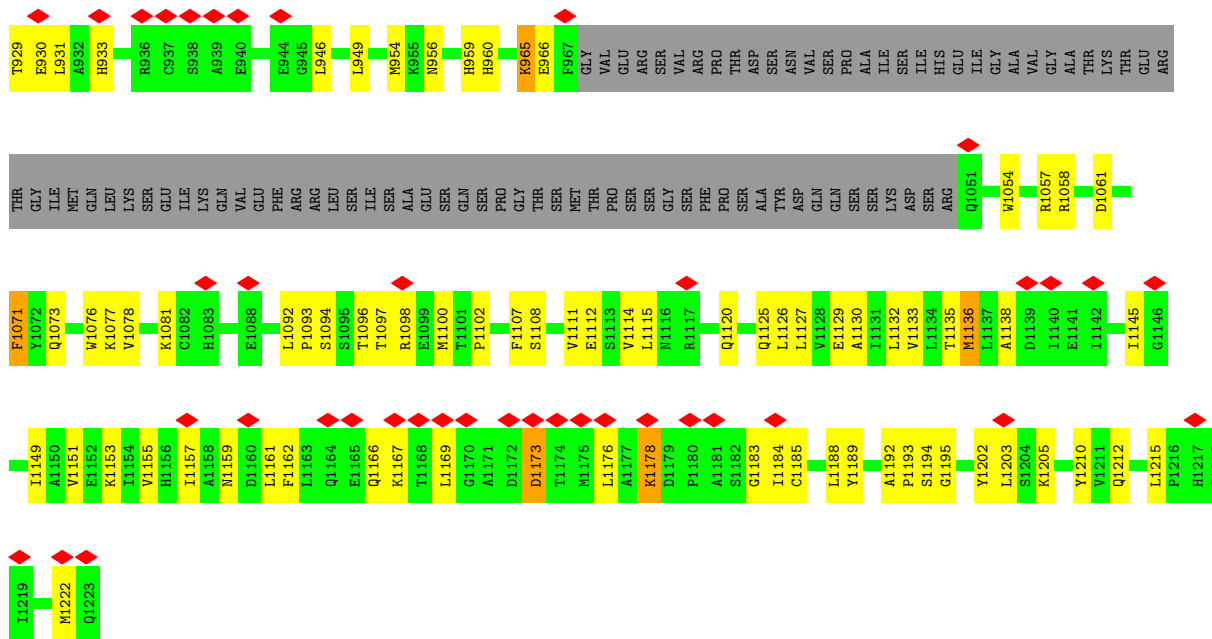 T929 E930 L931 A932 H933 R936 C937 S938 A939 E940 E944 G945 L946 L949 M954 K955 N956 H959 H960 K965 E966 F967 GLY VAL GLU ARG SER VAL ARG PRO THR ASP SER ASN VAL SER PRO ALA ILE SER ILE HIS GLU ILE GLY ALA VAL GLY ALA THR LYS THR GLU ARG
THR GLY ILE MET GLN LEU LYS SER GLU ILE LYS GLN VAL GLU PHE ARG ARG LEU SER ILE SER ALA GLU SER GLN SER PRO GLY THR SER MET THR PRO SER SER GLY SER PHE PRO SER ALA TYR ASP GLN GLN SER SER LYS ASP SER ARG Q1051 W1054 R1057 R1058 D1061
F1071 Y1072 Q1073 W1076 K1077 V1078 K1081 C1082 H1083 E1088 L1092 P1093 S1094 S1095 T1096 T1097 R1098 E1099 M1100 T1101 P1102 F1107 S1108 V1111 E1112 S1113 V1114 L1115 N1116 R1117 Q1120 Q1125 L1126 L1127 V1128 E1129 A1130 I1131 L1132 V1133 L1134 T1135 M1136 L1137 A1138 D1139 I1140 E1141 I1142 I1145 G1146
I1149 A1150 V1151 E1152 K1153 I1154 V1155 H1156 I1157 A1158 N1159 D1160 L1161 F1162 L1163 Q1164 E1165 Q1166 K1167 T1168 L1169 G1170 A1171 D1172 D1173 T1174 M1175 L1176 A1177 K1178 D1179 P1180 A1181 S1182 G1183 I1184 C1185 L1188 Y1189 A1192 P1193 S1194 G1195 Y1202 L1203 S1204 K1205 Y1210 V1211 Q1212 L1215 P1216 H1217
I1219 M1222 Q1223